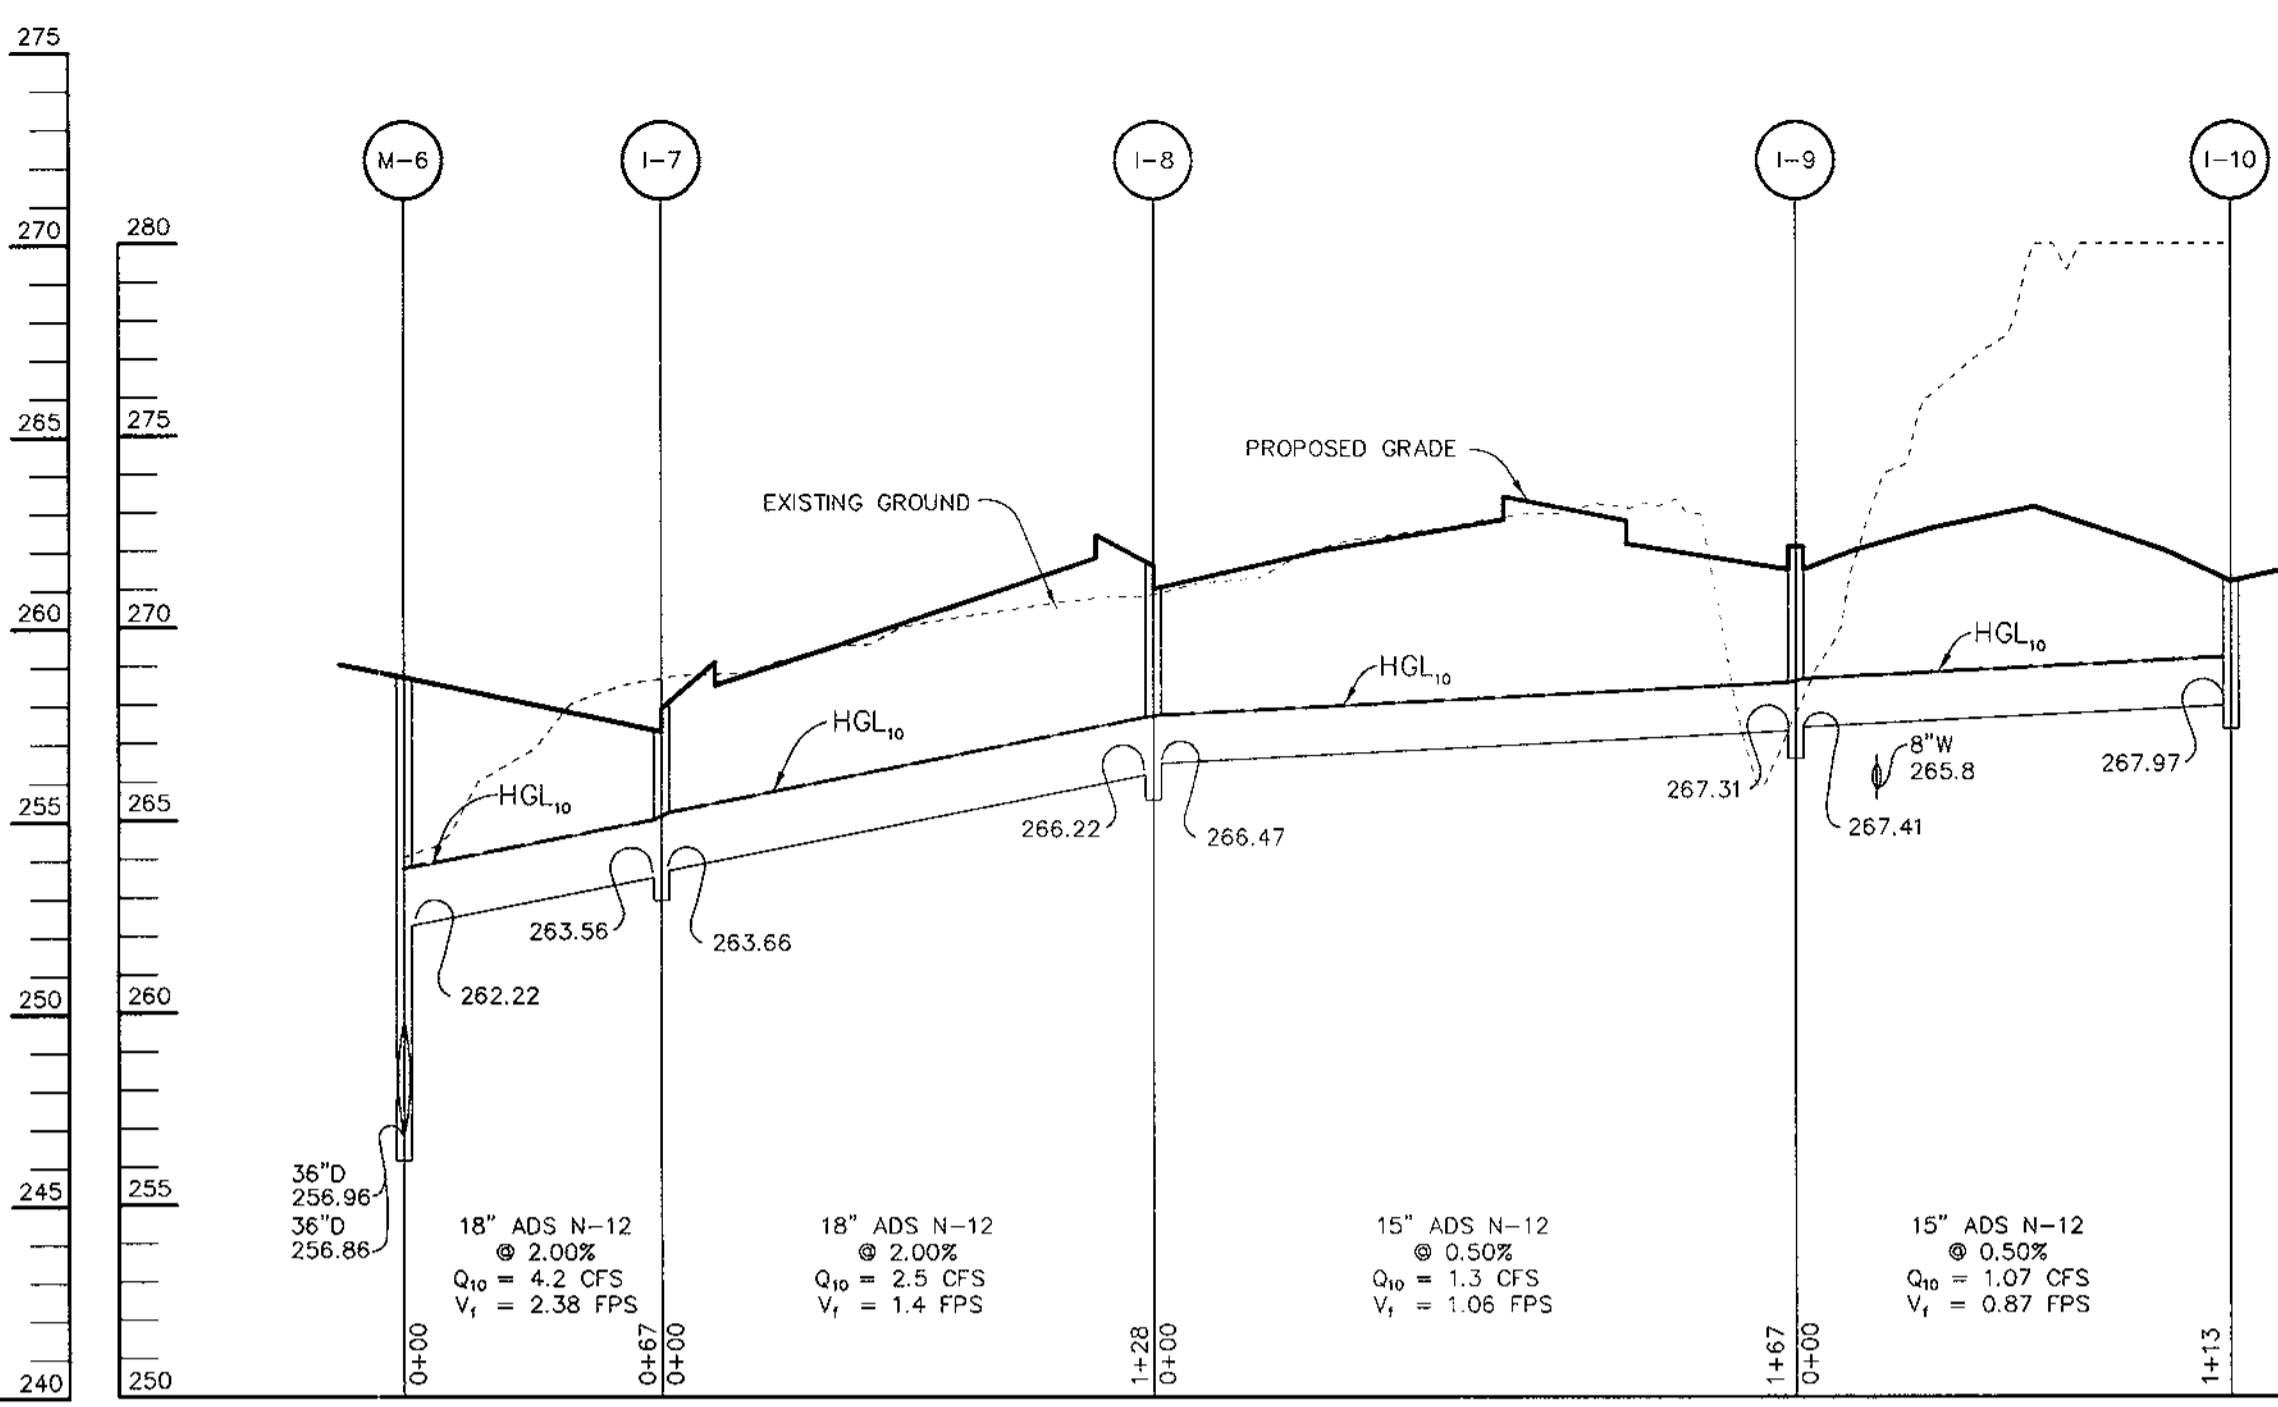 275
270
265
260
255
250
245
240
280
275
270
265
260
255
250
M-6
I-7
I-8
I-9
I-10
PROPOSED GRADE
EXISTING GROUND
HGL₁₀
HGL₁₀
HGL₁₀
HGL₁₀
262.22
263.56
263.66
266.22
266.47
267.31
267.41
8"W
265.8
267.97
36"D
256.96
36"D
256.86
18" ADS N-12
@ 2.00%
Q₁₀ = 4.2 CFS
V_f = 2.38 FPS
18" ADS N-12
@ 2.00%
Q₁₀ = 2.5 CFS
V_f = 1.4 FPS
15" ADS N-12
@ 0.50%
Q₁₀ = 1.3 CFS
V_f = 1.06 FPS
15" ADS N-12
@ 0.50%
Q₁₀ = 1.07 CFS
V_f = 0.87 FPS
0+00
0+67
0+00
1+28
0+00
1+67
0+00
1+13